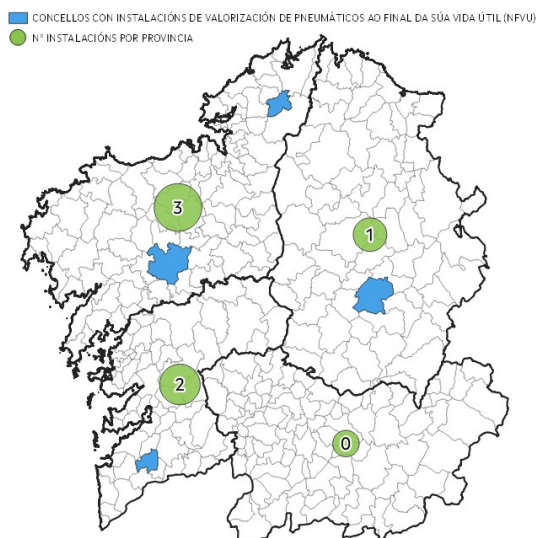 CONCELLOS CON INSTALACIÓNS DE VALORIZACIÓN DE PNEUMÁTICOS AO FINAL DA SÚA VIDA ÚTIL (NFVU)
Nº INSTALACIÓNS POR PROVINCIA
3
1
2
0